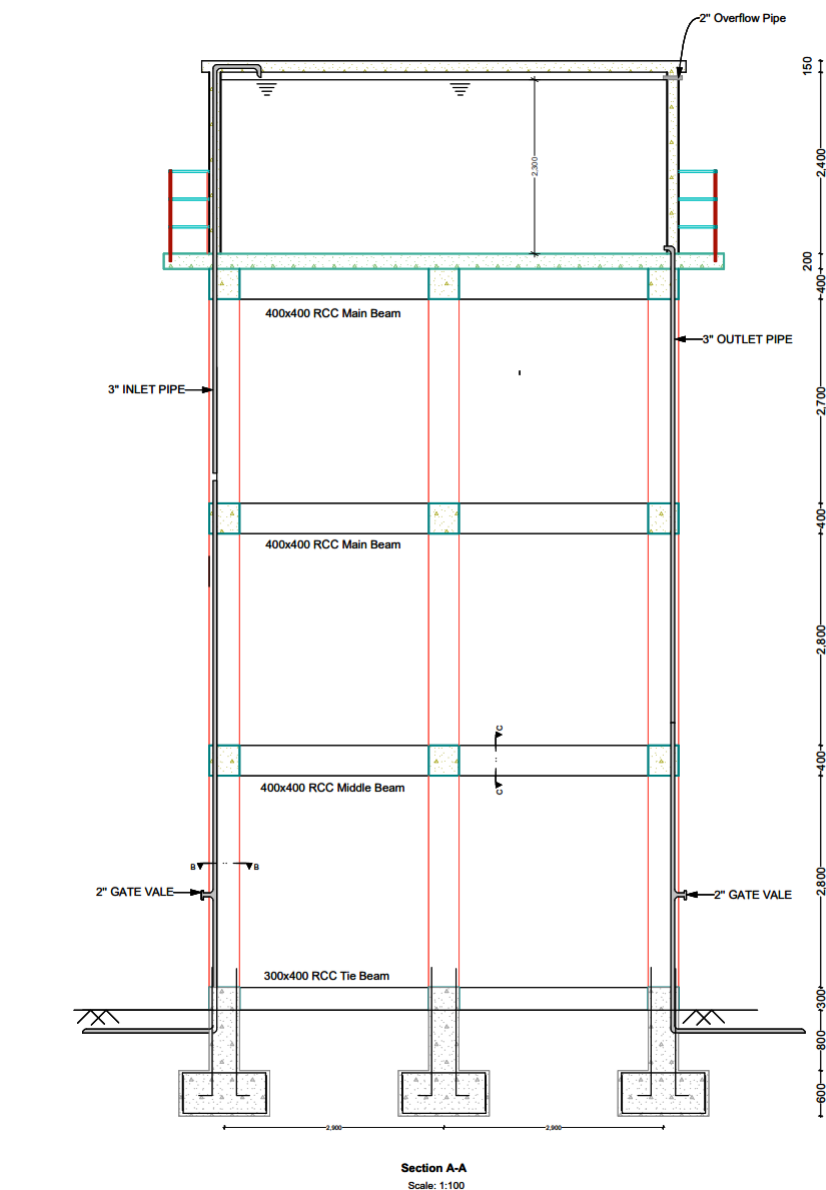 2" Overflow Pipe
150
2,400
2,300
200
400
400x400 RCC Main Beam
3" OUTLET PIPE
3" INLET PIPE
2,700
400
400x400 RCC Main Beam
2,800
C
400
400x400 RCC Middle Beam
C
B
B
2" GATE VALE
2" GATE VALE
2,800
300x400 RCC Tie Beam
300
800
600
2,900
2,900
Section A-A
Scale: 1:100